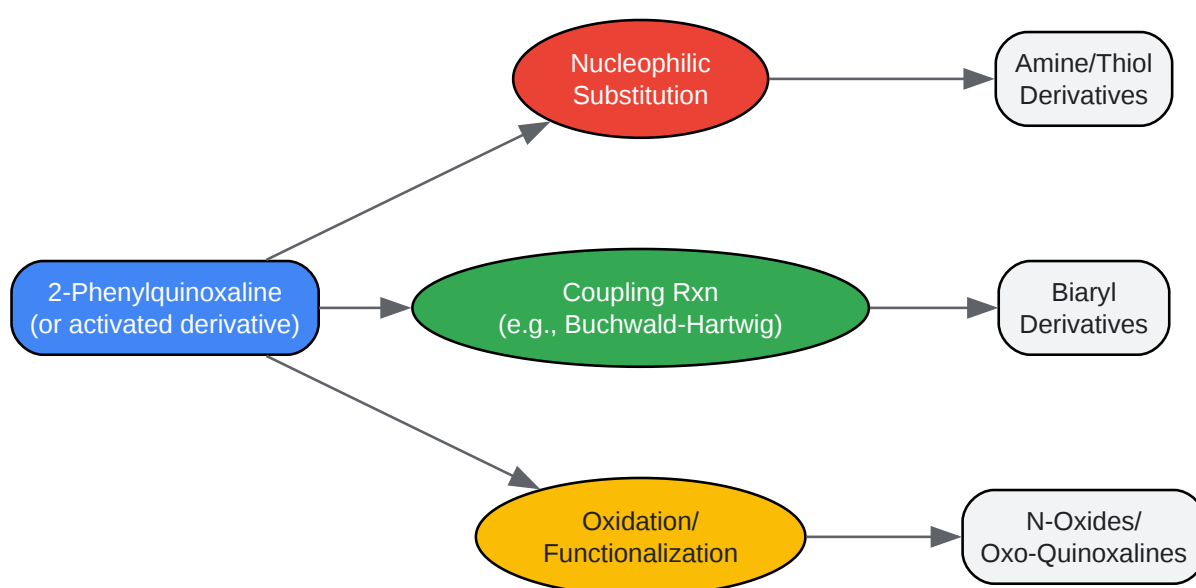 Nucleophilic
Substitution
Amine/Thiol
Derivatives
2-Phenylquinoxaline
(or activated derivative)
Coupling Rxn
(e.g., Buchwald-Hartwig)
Biaryl
Derivatives
Oxidation/
Functionalization
N-Oxides/
Oxo-Quinoxalines